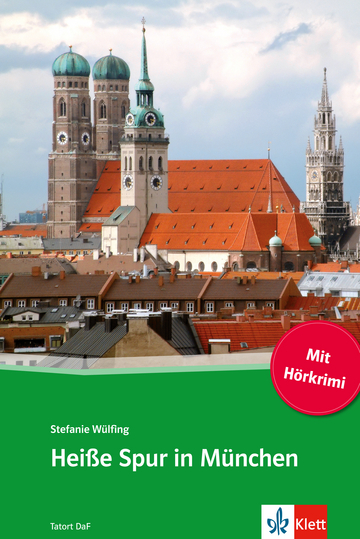 Mit
Hörkrimi
Stefanie Wülfing
Heiße Spur in München
Tatort DaF
Klett